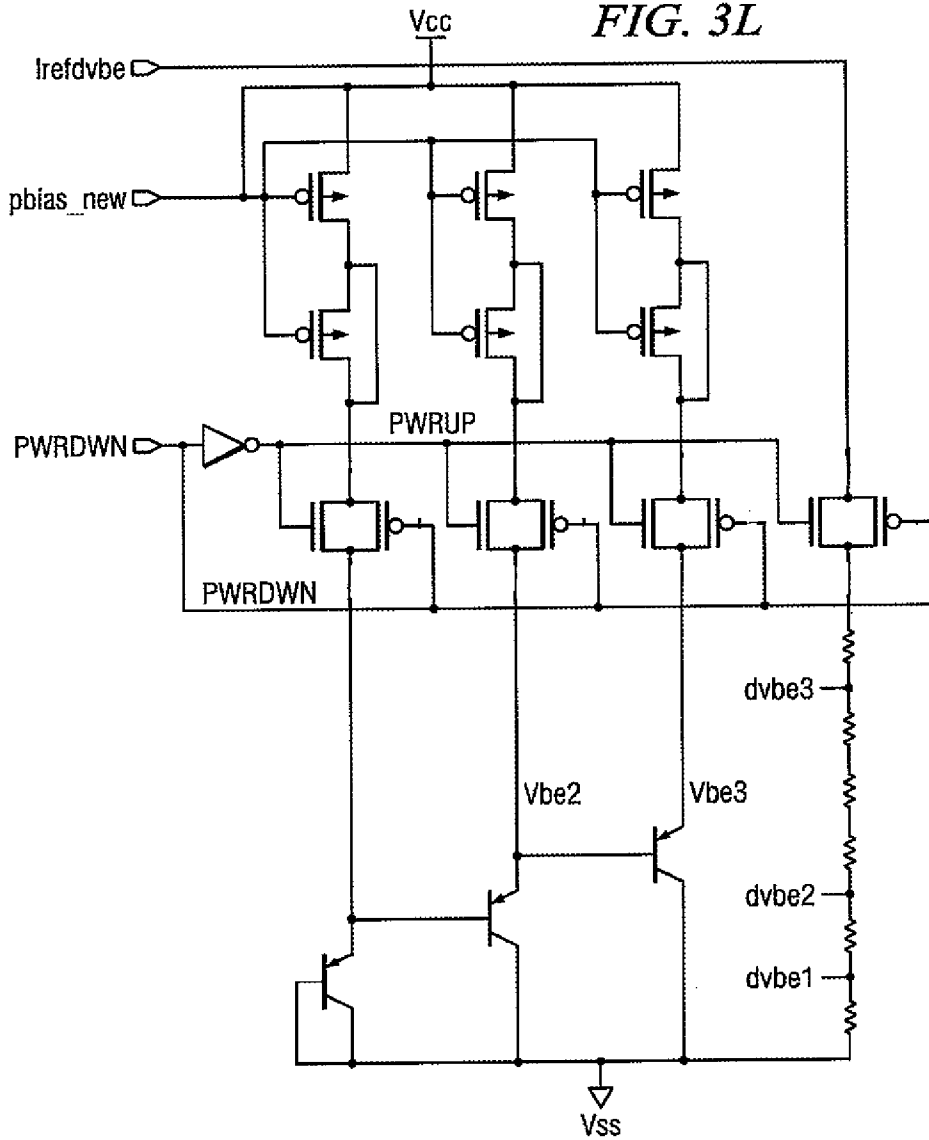 FIG. 3L
Vcc
Irefdvbe
pbias_new
PWRUP
PWRDWN
PWRDWN
dvbe3
Vbe2
Vbe3
dvbe2
dvbe1
Vss